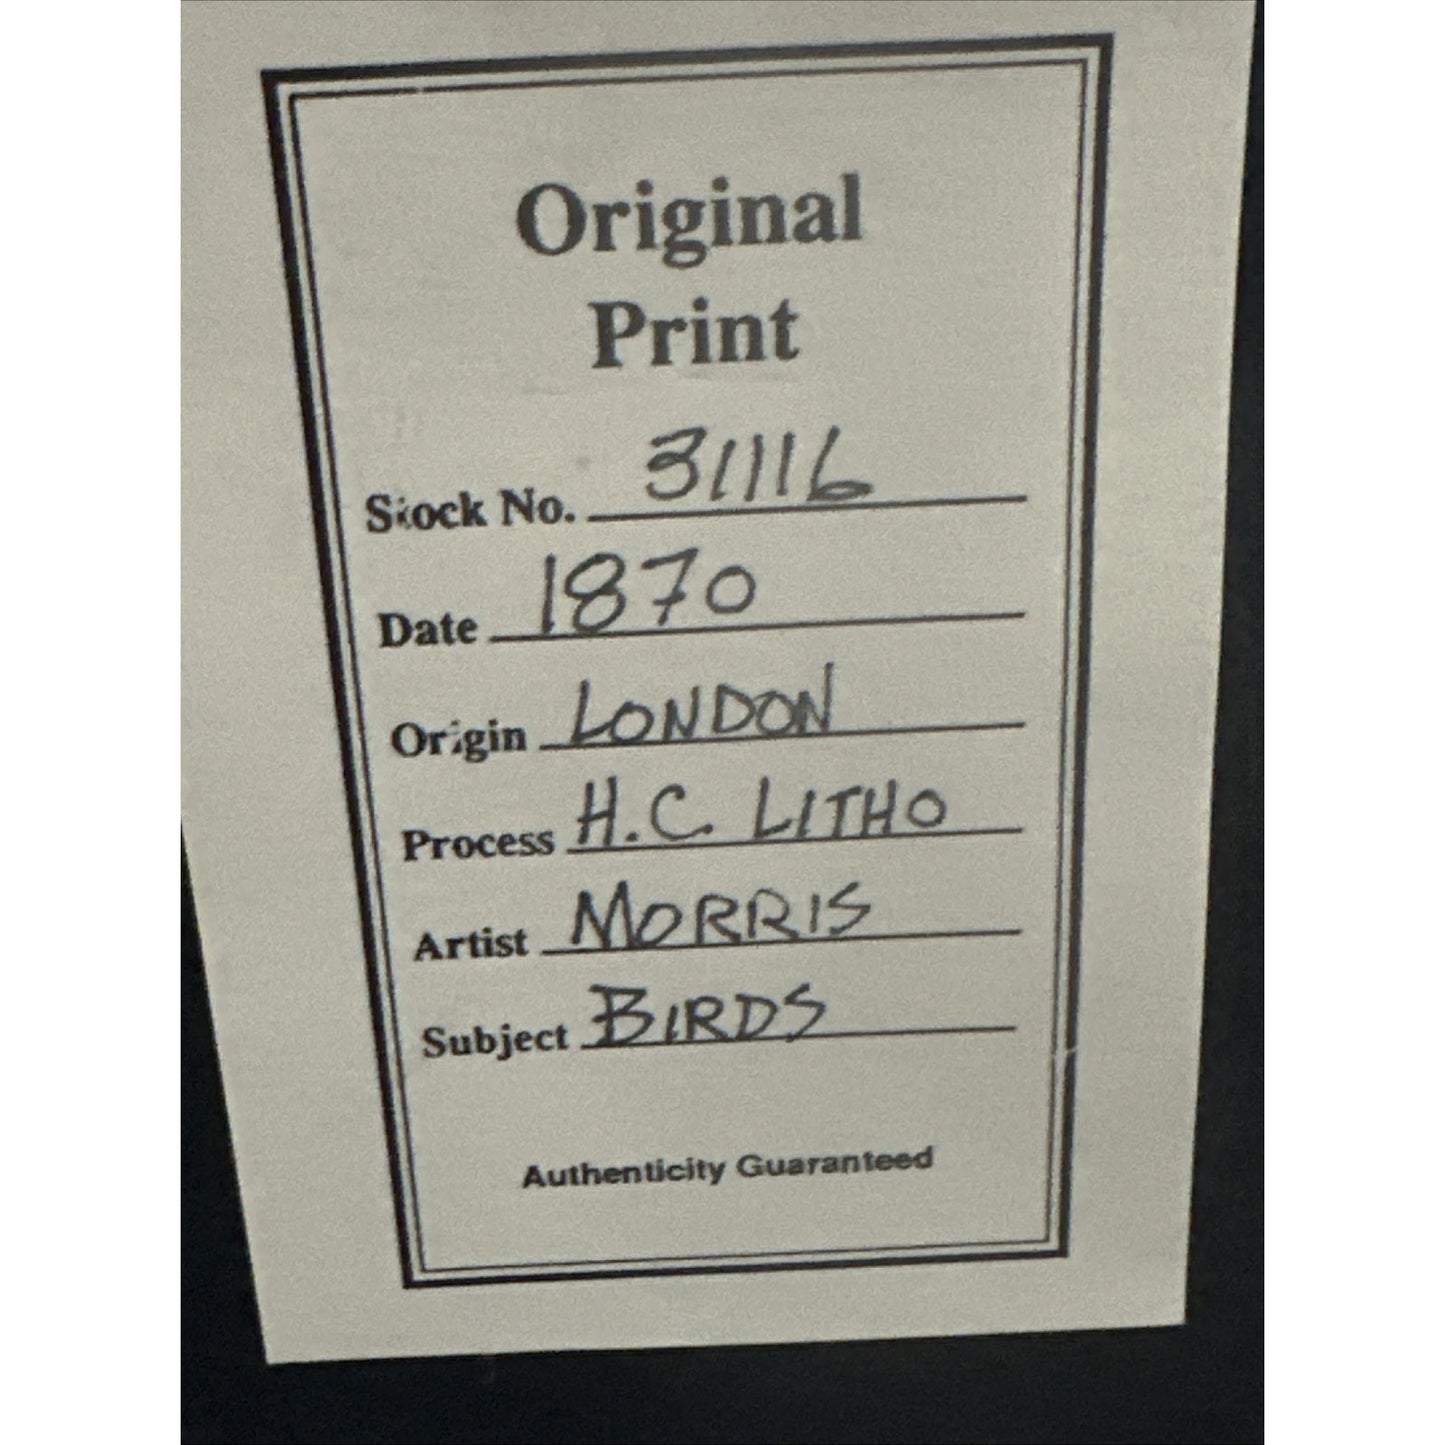 Original
Print
Stock No. 31116
Date 1870
Origin LONDON
Process H.C. LITHO
Artist MORRIS
Subject BIRDS
Authenticity Guaranteed